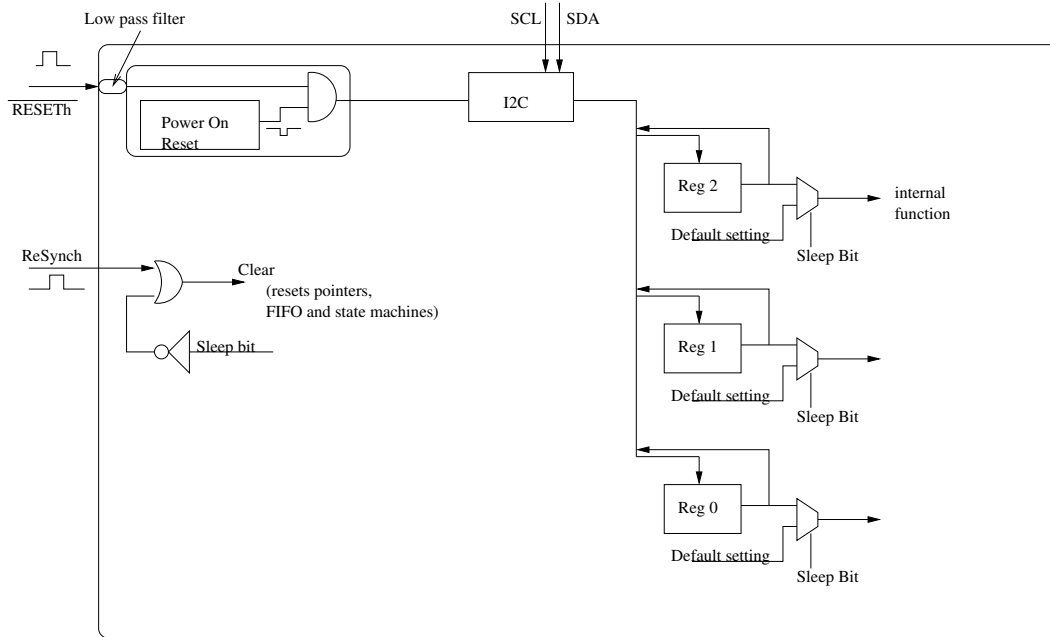 Low pass filter
SCL SDA
RESETh
Power On
Reset
I2C
Reg 2
Default setting
Sleep Bit
internal
function
ReSynch
Clear
(resets pointers,
FIFO and state machines)
Sleep bit
Reg 1
Default setting
Sleep Bit
Reg 0
Default setting
Sleep Bit